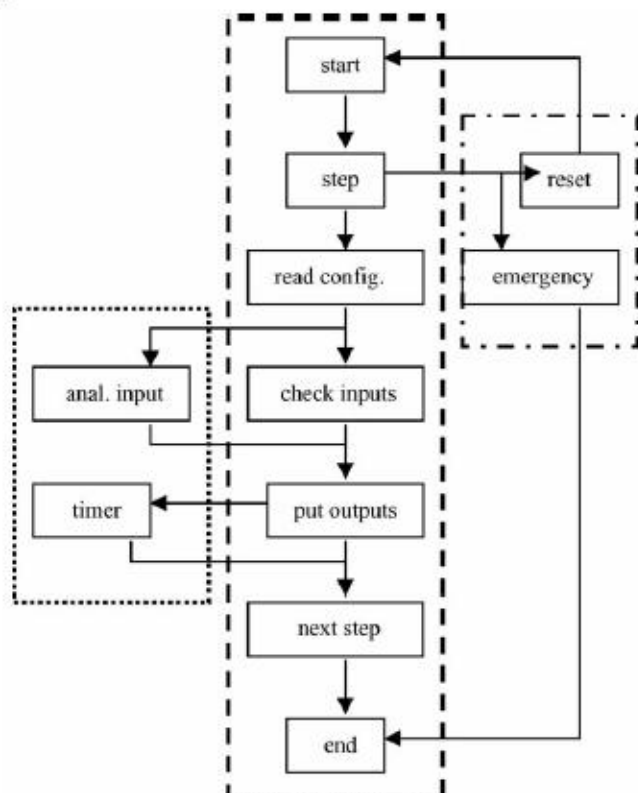 start
step
reset
read config.
emergency
anal. input
check inputs
timer
put outputs
next step
end